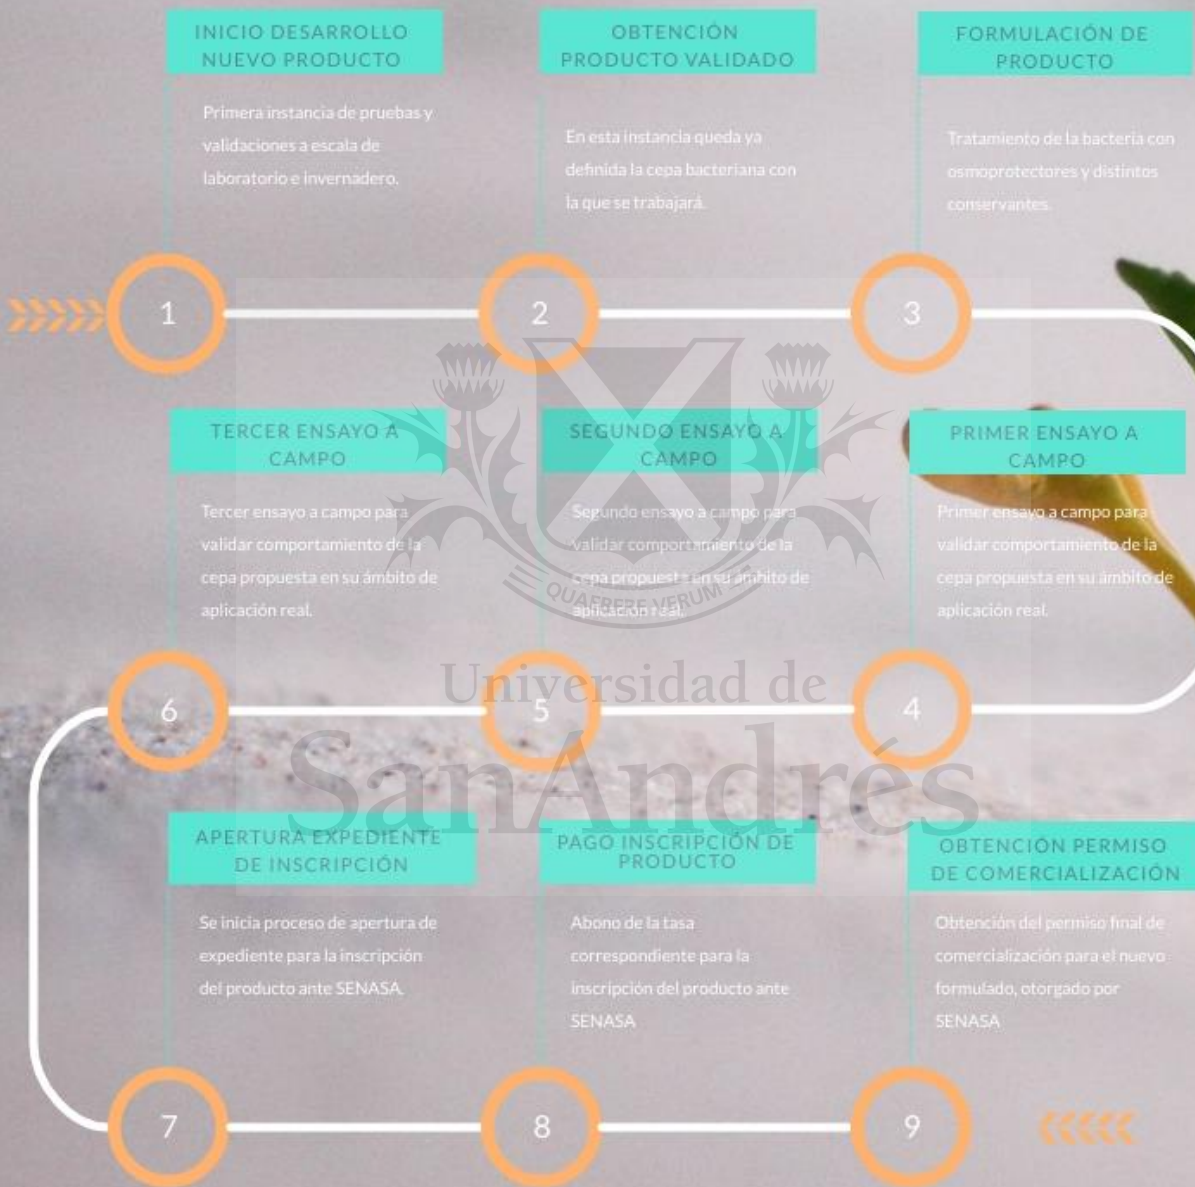 INICIO DESARROLLO
NUEVO PRODUCTO
Primera instancia de pruebas y
validaciones a escala de
laboratorio e invernadero.
1
OBTENCIÓN
PRODUCTO VALIDADO
En esta instancia queda ya
definida la cepa bacteriana con
la que se trabajará.
2
FORMULACIÓN DE
PRODUCTO
Tratamiento de la bacteria con
osmoprotectores y distintos
conservantes.
3
PRIMER ENSAYO A
CAMPO
Primer ensayo a campo para
validar comportamiento de la
cepa propuesta en su ámbito de
aplicación real.
4
SEGUNDO ENSAYO A
CAMPO
Segundo ensayo a campo para
validar comportamiento de la
cepa propuesta en su ámbito de
aplicación real.
5
TERCER ENSAYO A
CAMPO
Tercer ensayo a campo para
validar comportamiento de la
cepa propuesta en su ámbito de
aplicación real.
6
APERTURA EXPEDIENTE
DE INSCRIPCIÓN
Se inicia proceso de apertura de
expediente para la inscripción
del producto ante SENASA.
7
PAGO INSCRIPCIÓN DE
PRODUCTO
Abono de la tasa
correspondiente para la
inscripción del producto ante
SENASA
8
OBTENCIÓN PERMISO
DE COMERCIALIZACIÓN
Obtención del permiso final de
comercialización para el nuevo
formulado, otorgado por
SENASA
9
QUAERERE VERUM
Universidad de
SanAndrés